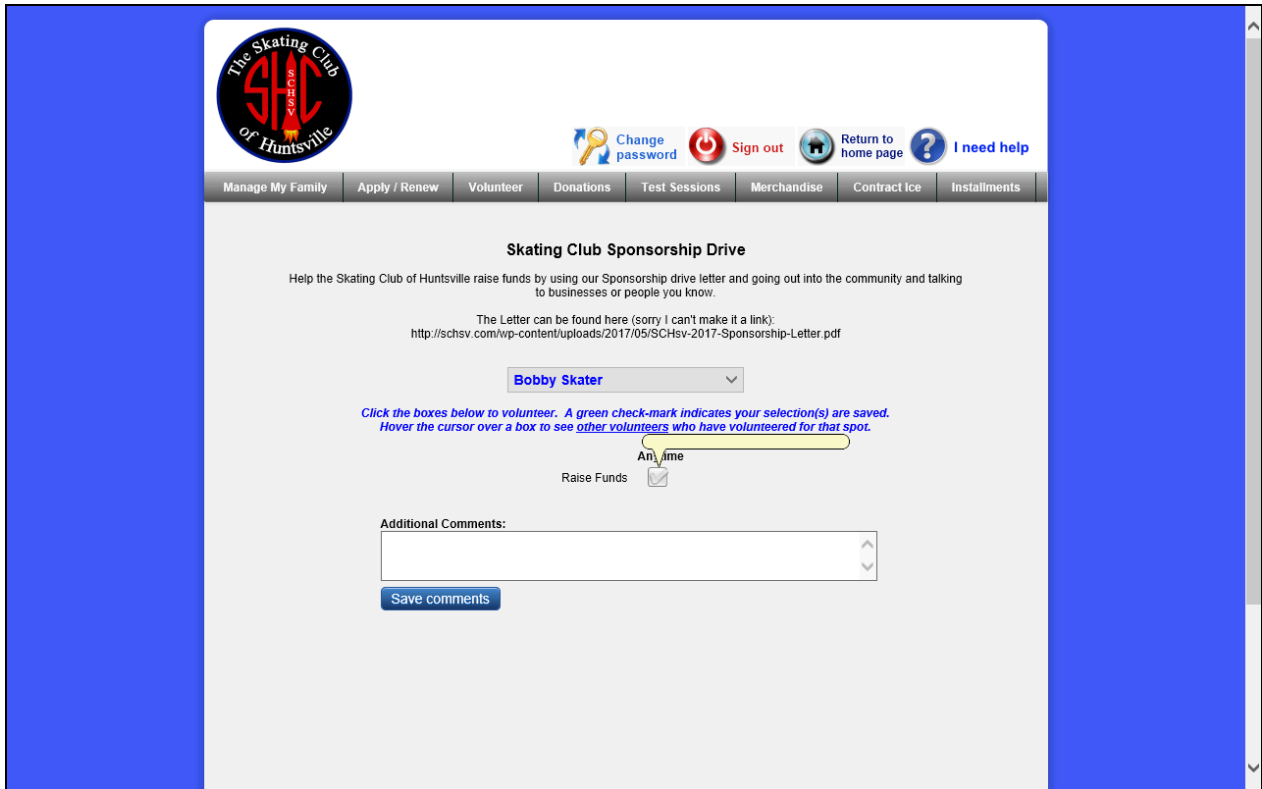 The Skating Club
SHC
SCHSV
of Huntsville
Change
password
Sign out
Return to
home page
? I need help
Manage My Family Apply / Renew Volunteer Donations Test Sessions Merchandise Contract Ice Installments
Skating Club Sponsorship Drive
Help the Skating Club of Huntsville raise funds by using our Sponsorship drive letter and going out into the community and talking
to businesses or people you know.
The Letter can be found here (sorry I can't make it a link):
http://schsv.com/wp-content/uploads/2017/05/SCHsv-2017-Sponsorship-Letter.pdf
Bobby Skater
Click the boxes below to volunteer. A green check-mark indicates your selection(s) are saved.
Hover the cursor over a box to see other volunteers who have volunteered for that spot.
Anytime
Raise Funds
Additional Comments:
Save comments